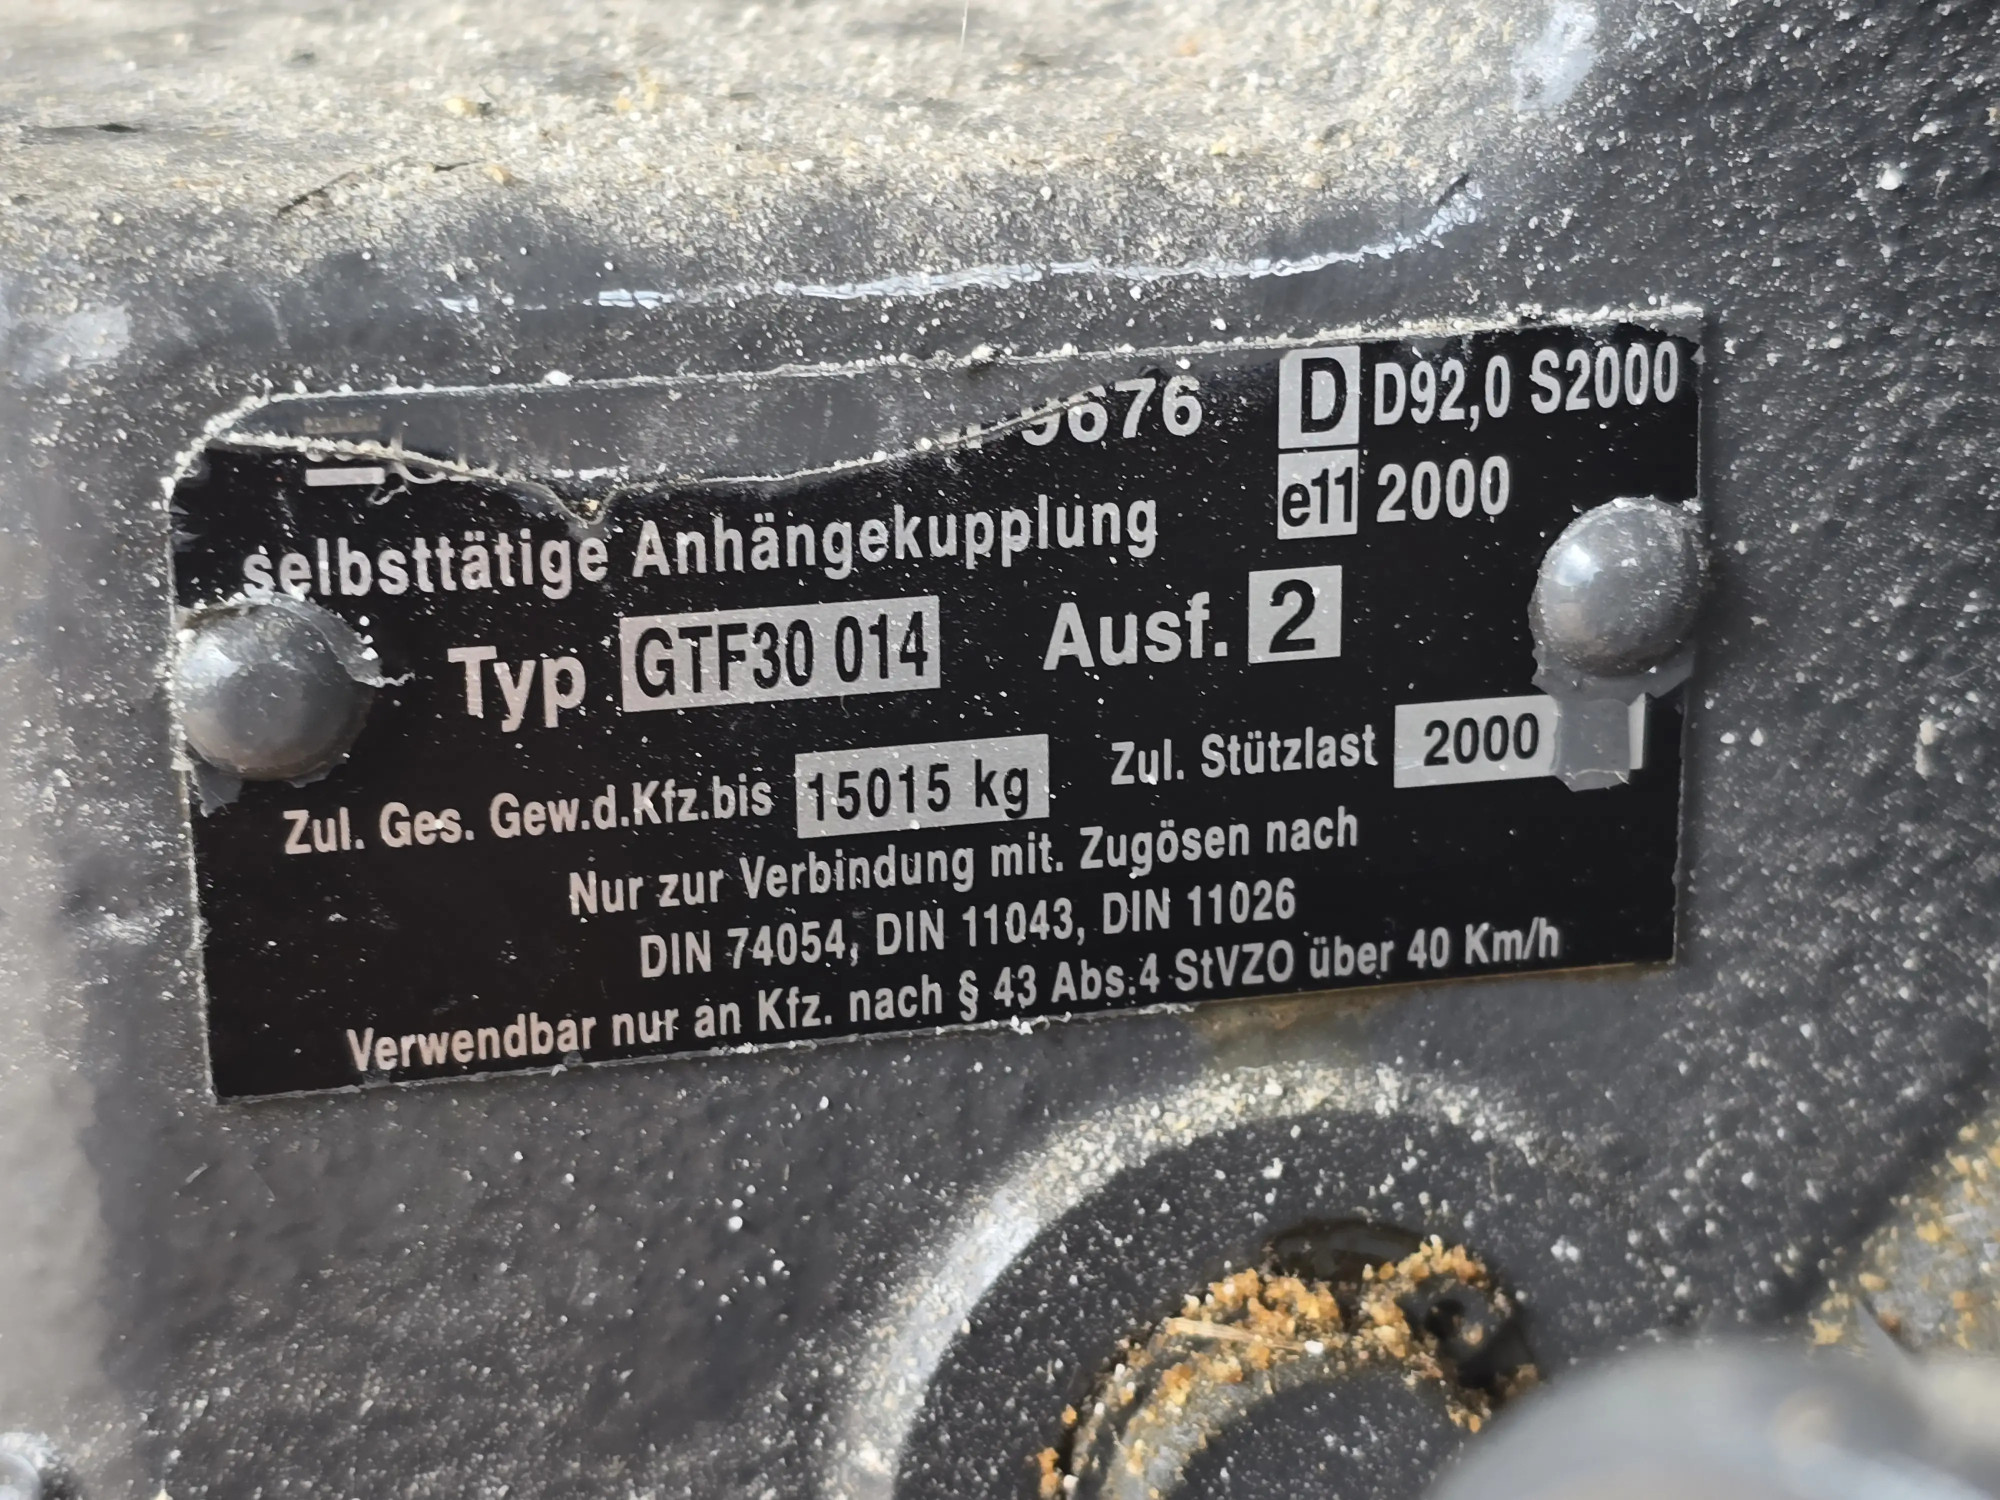 9676 D D92,0 S2000
e11 2000
selbsttätige Anhängekupplung
Typ GTF30 014 Ausf. 2
Zul. Ges. Gew.d.Kfz.bis 15015 kg Zul. Stützlast 2000
Nur zur Verbindung mit. Zugösen nach
DIN 74054, DIN 11043, DIN 11026
Verwendbar nur an Kfz. nach § 43 Abs.4 StVZO über 40 Km/h